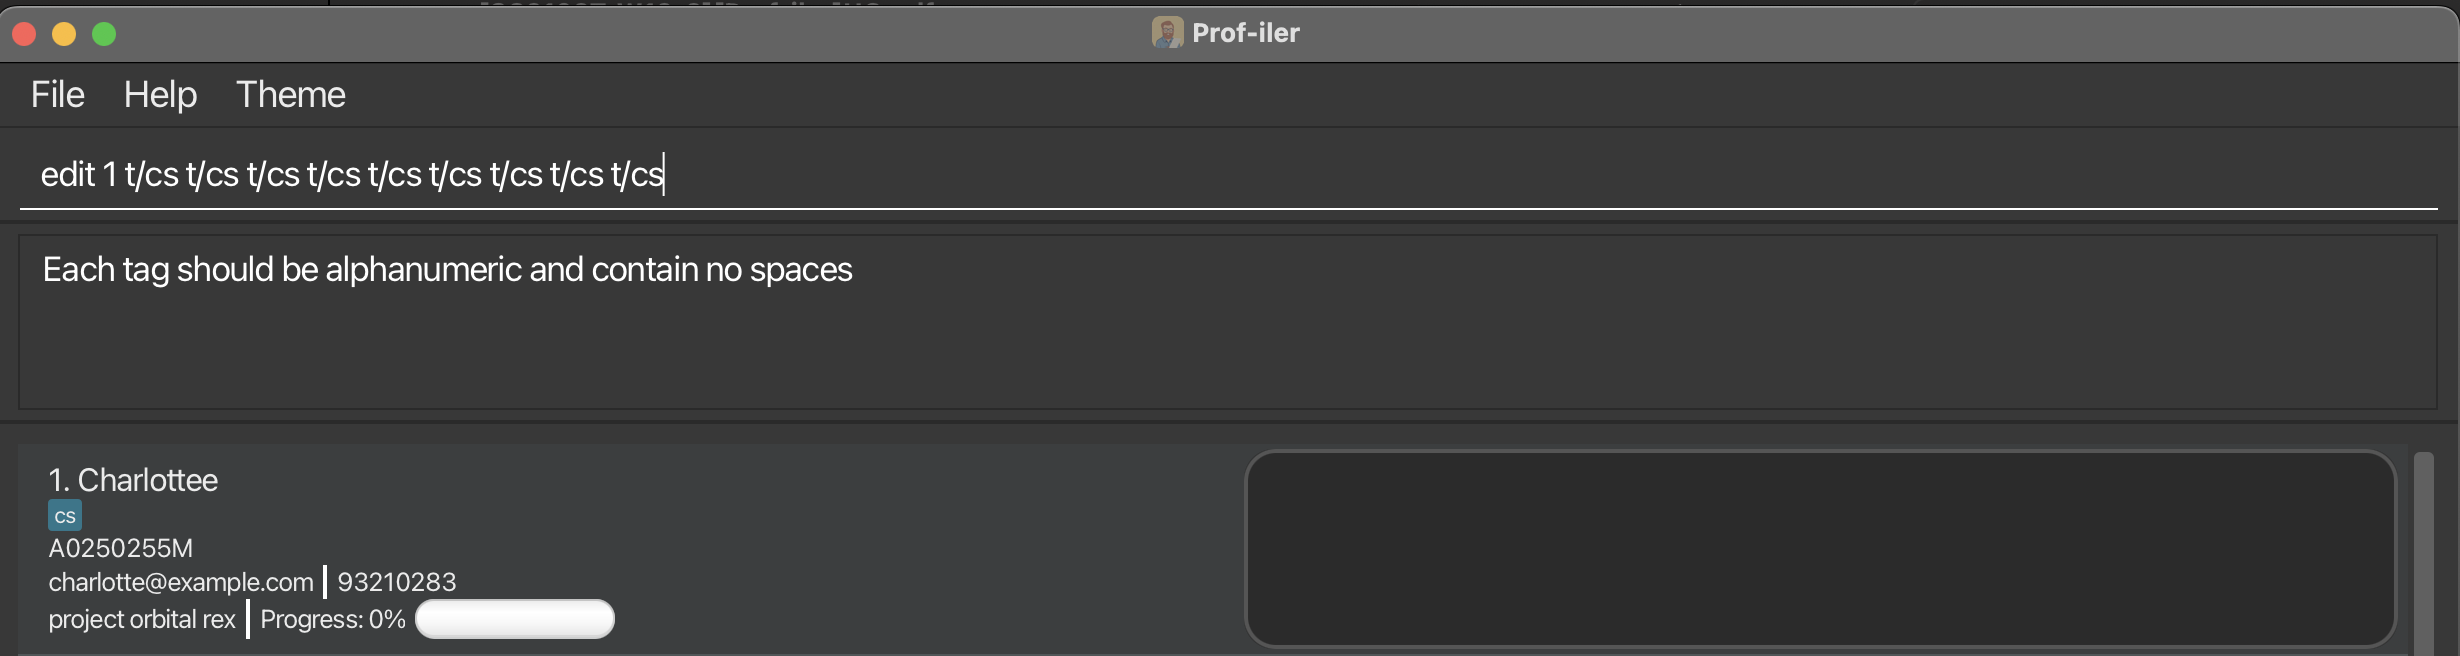 Prof-iler
File Help Theme
edit 1 t/cs t/cs t/cs t/cs t/cs t/cs t/cs t/cs t/cs
Each tag should be alphanumeric and contain no spaces
1. Charlottee
cs
A0250255M
charlotte@example.com | 93210283
project orbital rex | Progress: 0%